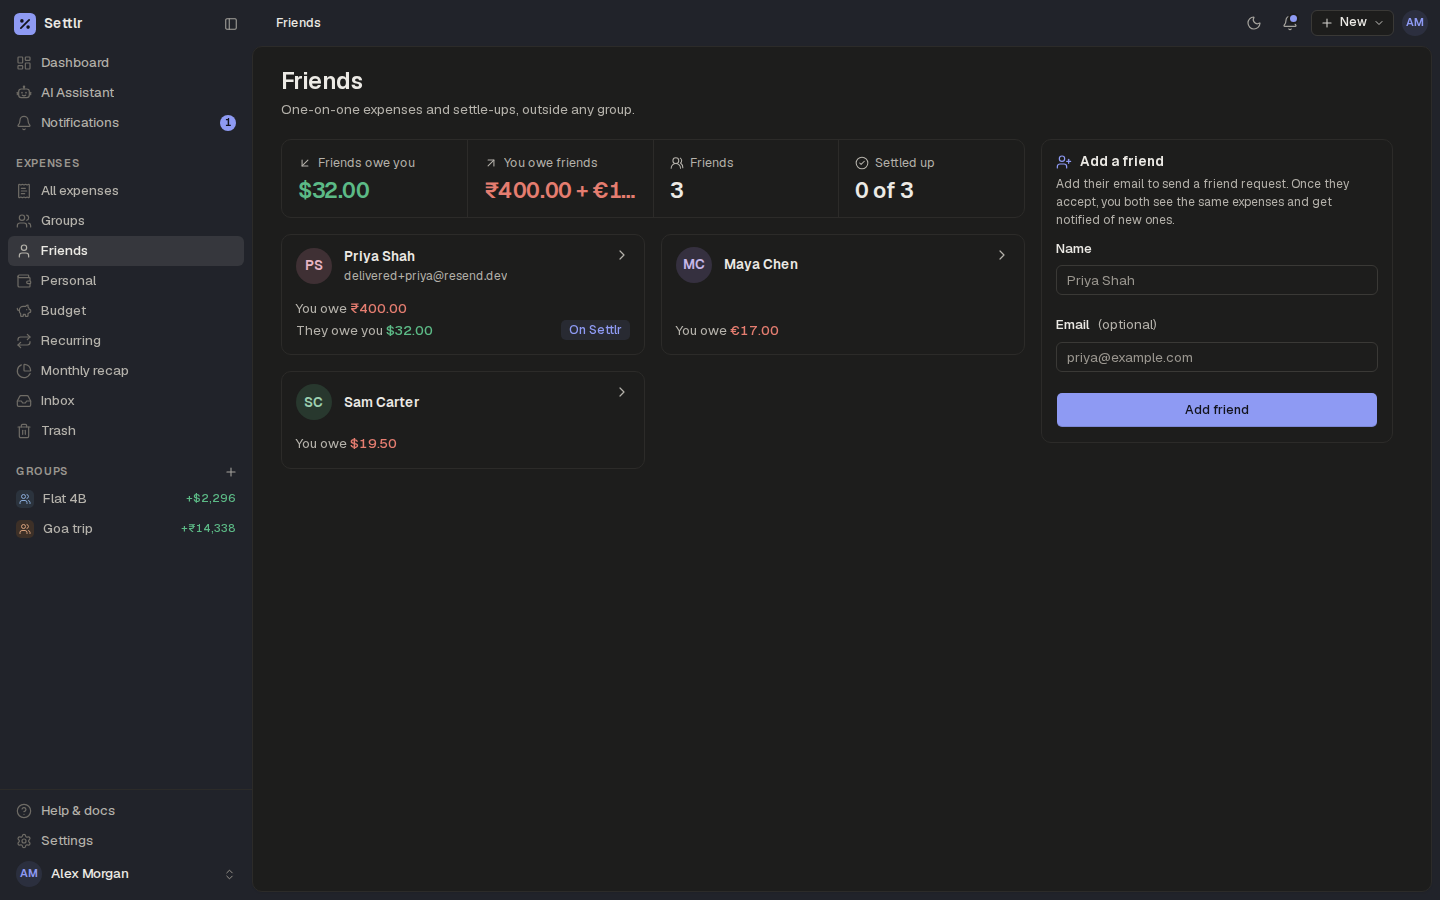 Settlr
Dashboard
AI Assistant
Notifications
1
EXPENSES
All expenses
Groups
Friends
Personal
Budget
Recurring
Monthly recap
Inbox
Trash
GROUPS
Flat 4B
+$2,296
Goa trip
+₹14,338
Help & docs
Settings
AM
Alex Morgan
Friends
New
AM
Friends
One-on-one expenses and settle-ups, outside any group.
Friends owe you
$32.00
You owe friends
₹400.00 + €1...
Friends
3
Settled up
0 of 3
PS
Priya Shah
delivered+priya@resend.dev
You owe ₹400.00
They owe you $32.00
On Settlr
MC
Maya Chen
You owe €17.00
SC
Sam Carter
You owe $19.50
Add a friend
Add their email to send a friend request. Once they
accept, you both see the same expenses and get
notified of new ones.
Name
Priya Shah
Email (optional)
priya@example.com
Add friend